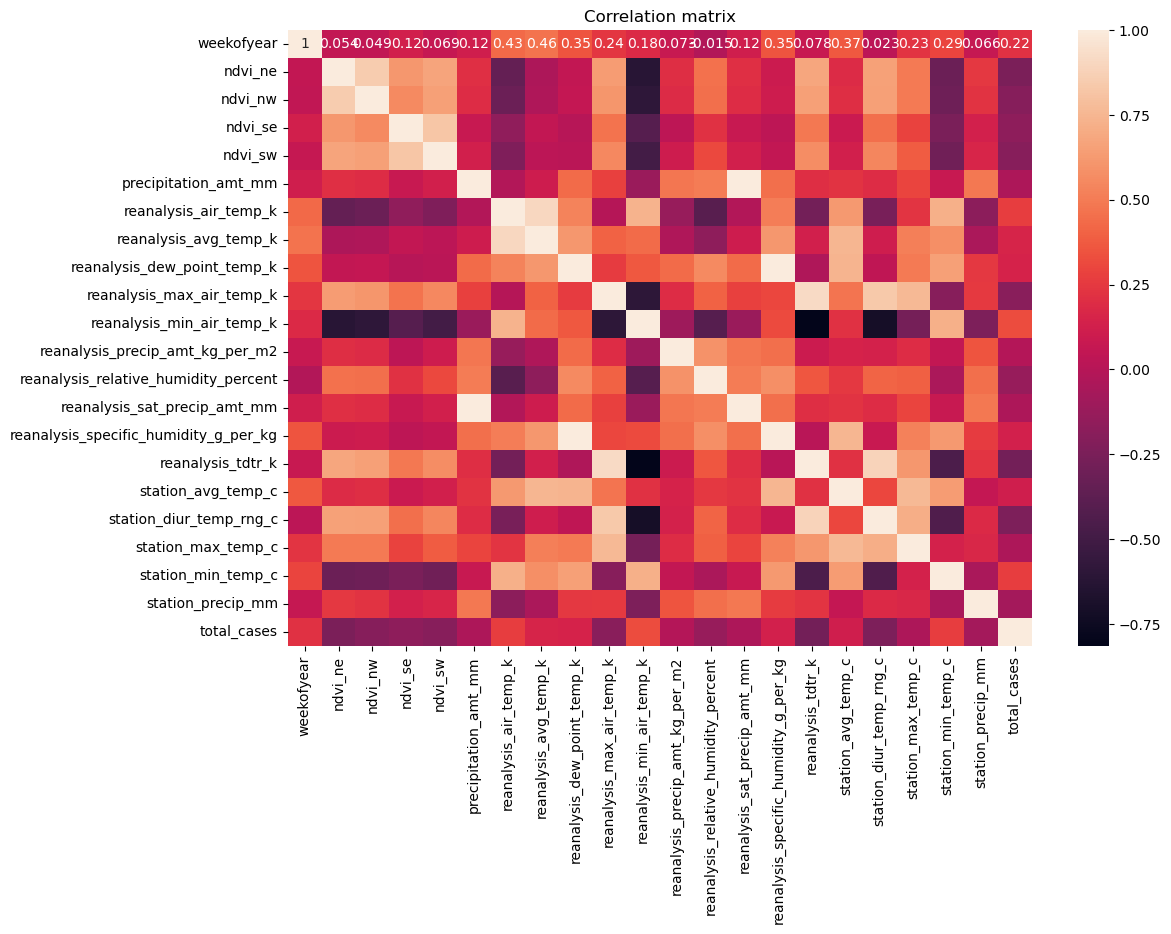 Correlation matrix
weekofyear
1 0.054 0.049 0.12 0.069 0.12 0.43 0.46 0.35 0.24 0.18 0.073 0.015 0.12 0.35 0.078 0.37 0.023 0.23 0.29 0.066 0.22
ndvi_ne
ndvi_nw
ndvi_se
ndvi_sw
precipitation_amt_mm
reanalysis_air_temp_k
reanalysis_avg_temp_k
reanalysis_dew_point_temp_k
reanalysis_max_air_temp_k
reanalysis_min_air_temp_k
reanalysis_precip_amt_kg_per_m2
reanalysis_relative_humidity_percent
reanalysis_sat_precip_amt_mm
reanalysis_specific_humidity_g_per_kg
reanalysis_tdtr_k
station_avg_temp_c
station_diur_temp_rng_c
station_max_temp_c
station_min_temp_c
station_precip_mm
total_cases
weekofyear
ndvi_ne
ndvi_nw
ndvi_se
ndvi_sw
precipitation_amt_mm
reanalysis_air_temp_k
reanalysis_avg_temp_k
reanalysis_dew_point_temp_k
reanalysis_max_air_temp_k
reanalysis_min_air_temp_k
reanalysis_precip_amt_kg_per_m2
reanalysis_relative_humidity_percent
reanalysis_sat_precip_amt_mm
reanalysis_specific_humidity_g_per_kg
reanalysis_tdtr_k
station_avg_temp_c
station_diur_temp_rng_c
station_max_temp_c
station_min_temp_c
station_precip_mm
total_cases
1.00
0.75
0.50
0.25
0.00
−0.25
−0.50
−0.75